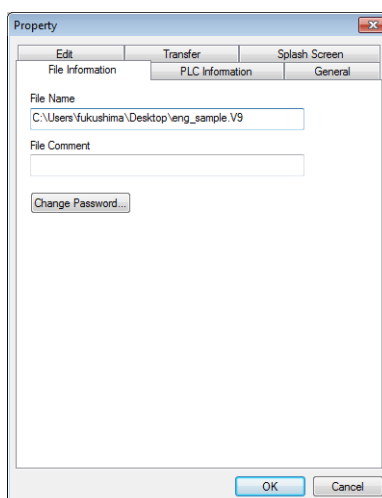 Property
Edit Transfer Splash Screen
File Information PLC Information General
File Name
C:\Users\fukushima\Desktop\eng_sample.V9
File Comment
Change Password...
OK Cancel